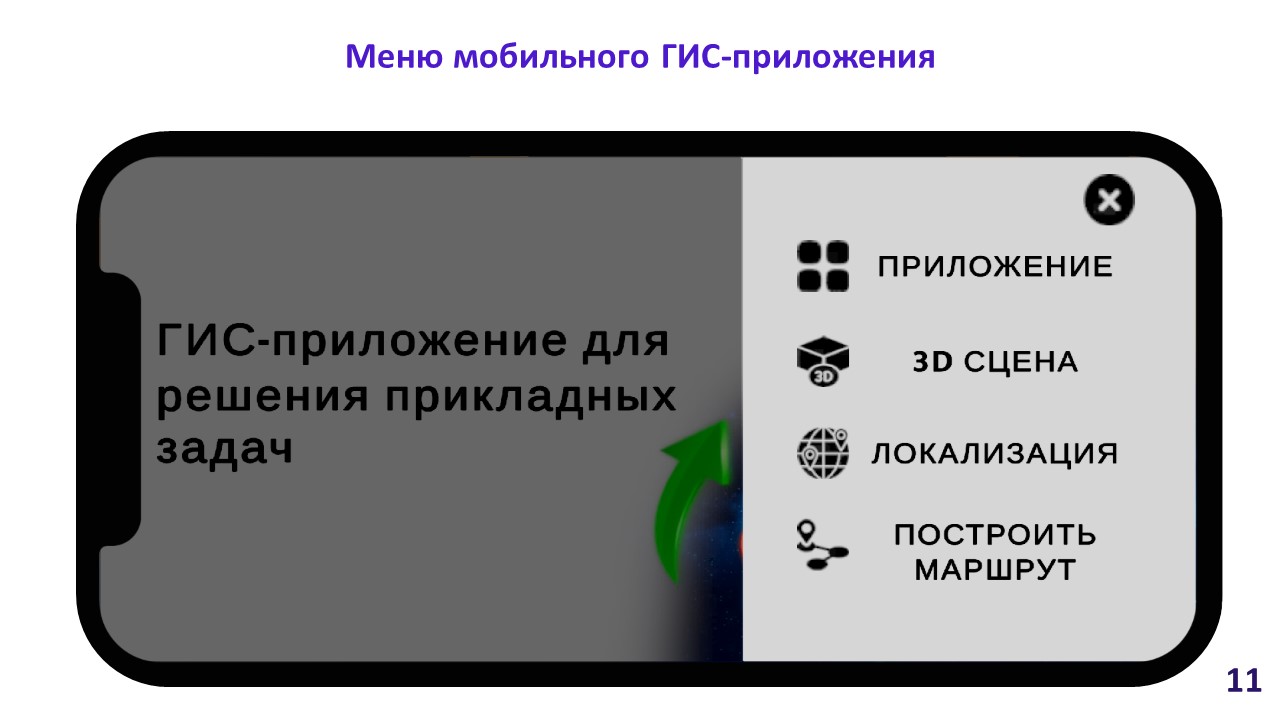 Меню мобильного ГИС-приложения
ГИС-приложение для
решения прикладных
задач
ПРИЛОЖЕНИЕ
3D СЦЕНА
3D
ЛОКАЛИЗАЦИЯ
ПОСТРОИТЬ
МАРШРУТ
11